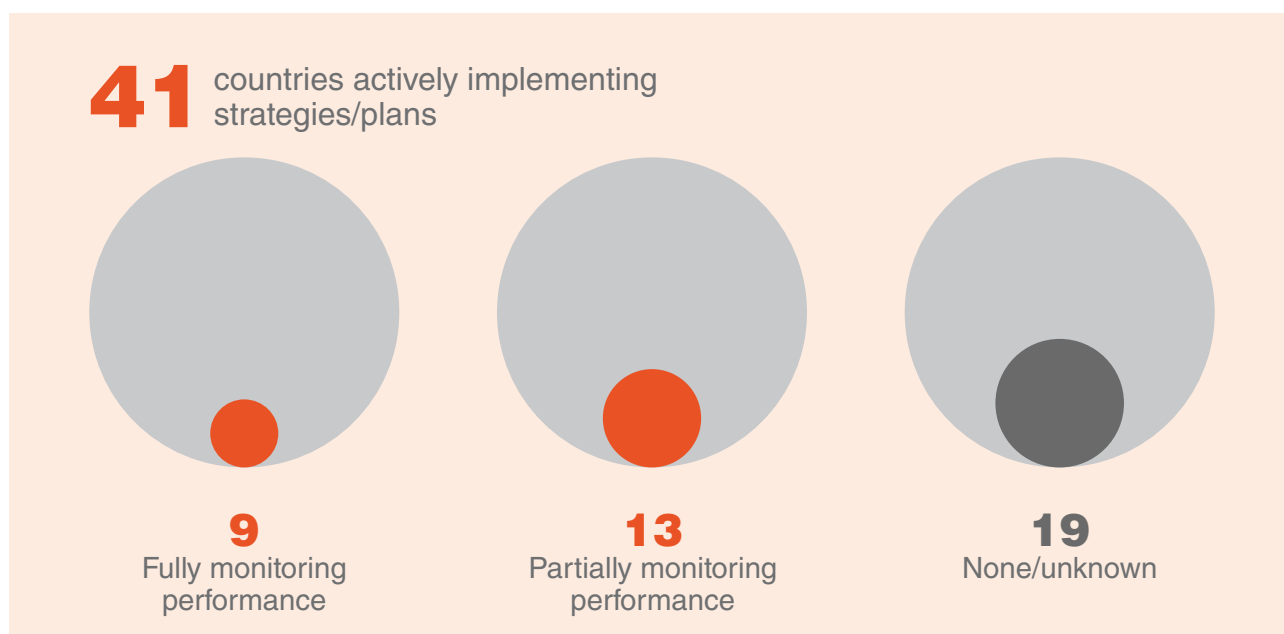 41 countries actively implementing
strategies/plans
9
Fully monitoring
performance
13
Partially monitoring
performance
19
None/unknown